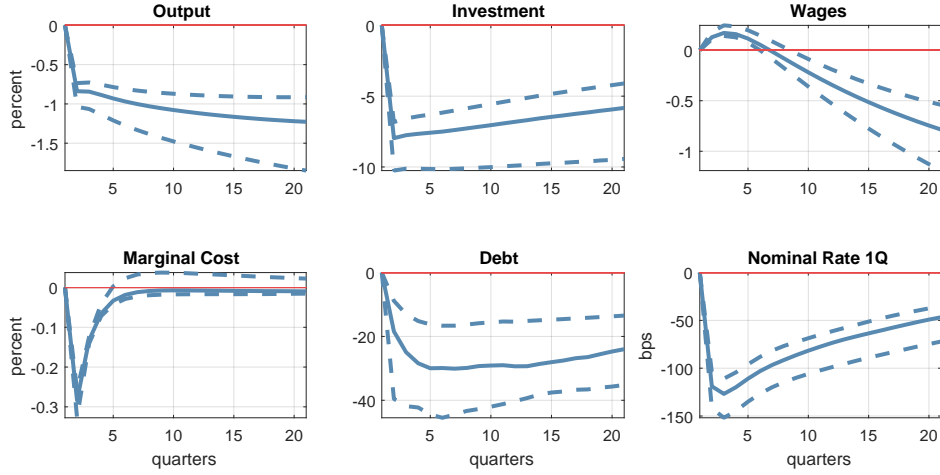 Output
Investment
Wages
percent
0
-0.5
-1
-1.5
5 10 15 20
0
-5
-10
5 10 15 20
0
-0.5
-1
5 10 15 20
Marginal Cost
Debt
Nominal Rate 1Q
percent
0
-0.1
-0.2
-0.3
5 10 15 20
quarters
0
-20
-40
5 10 15 20
quarters
bps
0
-50
-100
-150
5 10 15 20
quarters